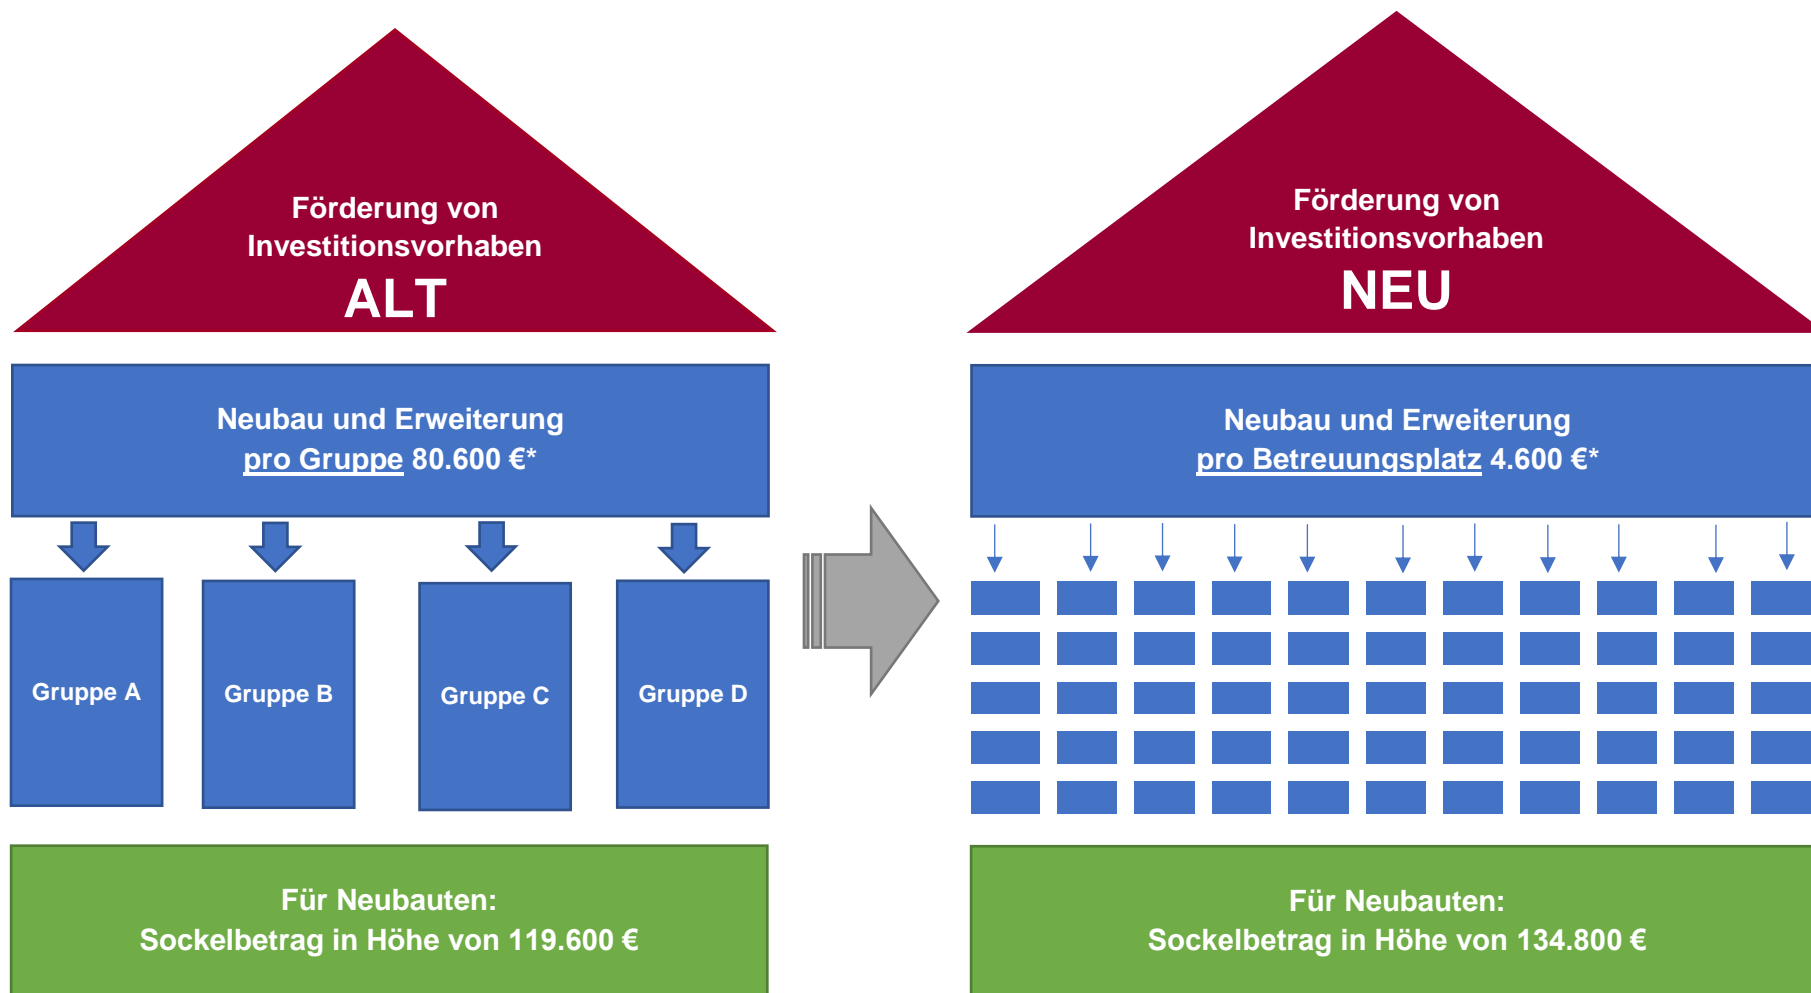 Förderung von
Investitionsvorhaben
ALT
Neubau und Erweiterung
pro Gruppe 80.600 €*
Gruppe A
Gruppe B
Gruppe C
Gruppe D
Für Neubauten:
Sockelbetrag in Höhe von 119.600 €
Förderung von
Investitionsvorhaben
NEU
Neubau und Erweiterung
pro Betreuungsplatz 4.600 €*
Für Neubauten:
Sockelbetrag in Höhe von 134.800 €